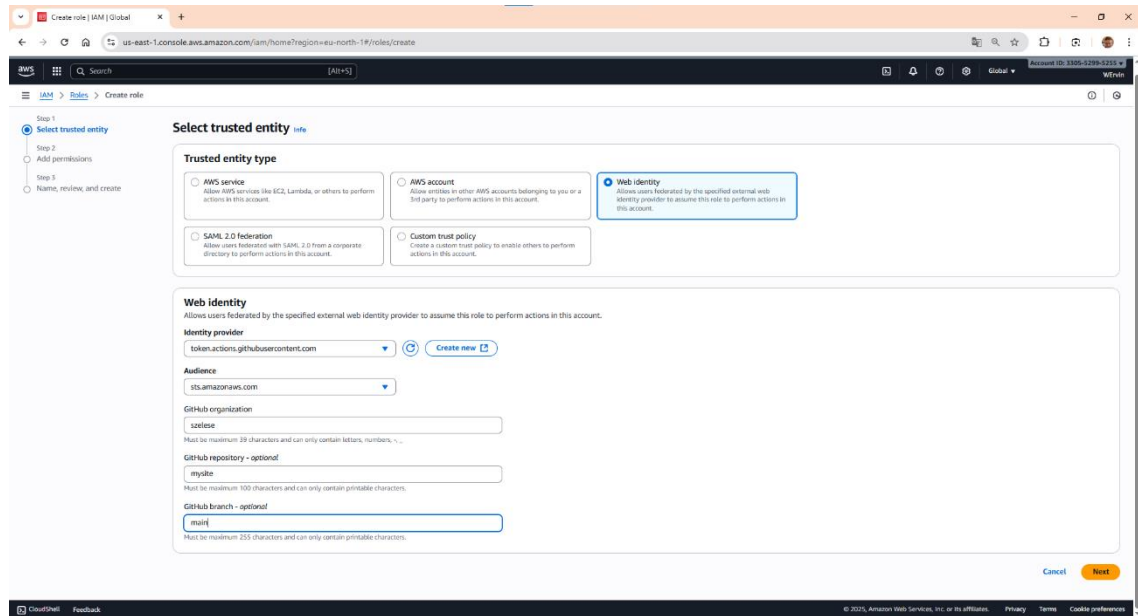 Create role | IAM | Global
us-east-1.console.aws.amazon.com/iam/home?region=eu-north-1#/roles/create
aws
Search
[Alt+S]
Global
Account ID: 3305-5299-5255
WErvin
IAM > Roles > Create role
Step 1
Select trusted entity
Step 2
Add permissions
Step 3
Name, review, and create
Select trusted entity Info
Trusted entity type
AWS service
Allow AWS services like EC2, Lambda, or others to perform
actions in this account.
AWS account
Allow entities in other AWS accounts belonging to you or a
3rd party to perform actions in this account.
Web identity
Allows users federated by the specified external web
identity provider to assume this role to perform actions in
this account.
SAML 2.0 federation
Allow users federated with SAML 2.0 from a corporate
directory to perform actions in this account.
Custom trust policy
Create a custom trust policy to enable others to perform
actions in this account.
Web identity
Allows users federated by the specified external web identity provider to assume this role to perform actions in this account.
Identity provider
token.actions.githubusercontent.com
Create new
Audience
sts.amazonaws.com
GitHub organization
szelese
Must be maximum 39 characters and can only contain letters, numbers, -, _
GitHub repository - optional
mysite
Must be maximum 100 characters and can only contain printable characters.
GitHub branch - optional
main
Must be maximum 255 characters and can only contain printable characters.
Cancel
Next
CloudShell
Feedback
© 2025, Amazon Web Services, Inc. or its affiliates.
Privacy
Terms
Cookie preferences